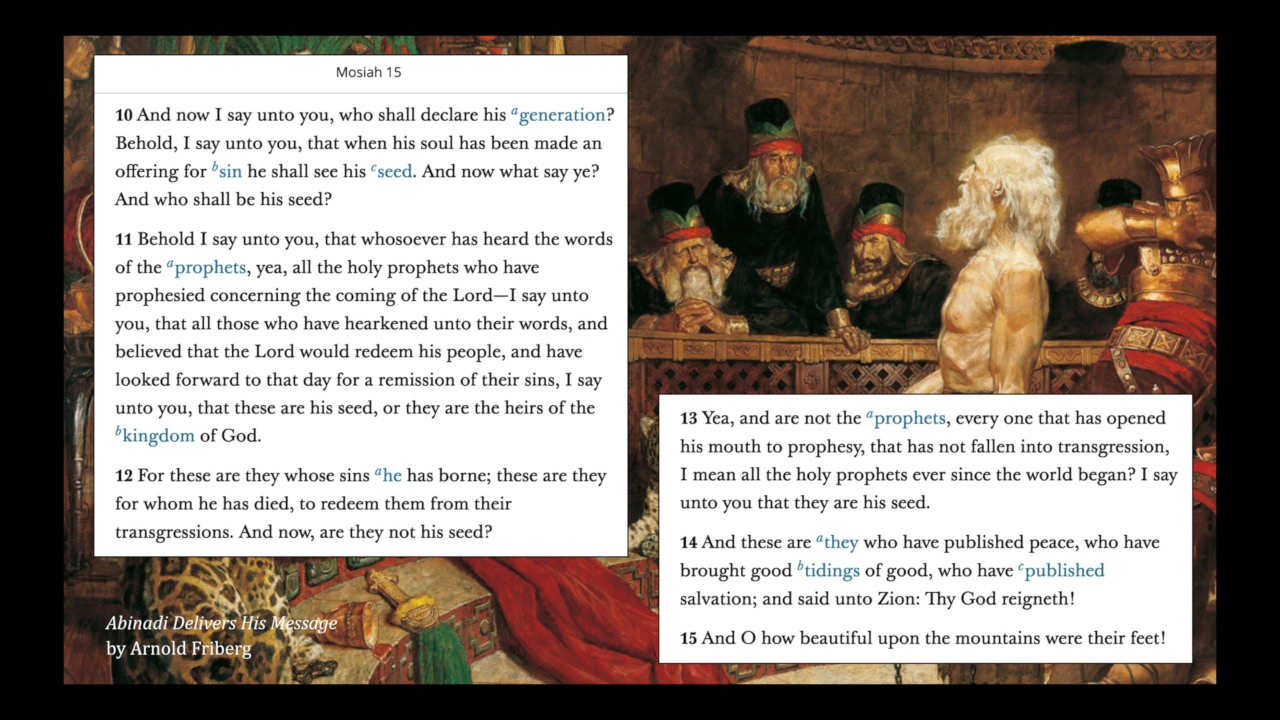 Mosiah 15
10 And now I say unto you, who shall declare his ᵃgeneration?
Behold, I say unto you, that when his soul has been made an
offering for ᵇsin he shall see his ᶜseed. And now what say ye?
And who shall be his seed?
11 Behold I say unto you, that whosoever has heard the words
of the ᵃprophets, yea, all the holy prophets who have
prophesied concerning the coming of the Lord—I say unto
you, that all those who have hearkened unto their words, and
believed that the Lord would redeem his people, and have
looked forward to that day for a remission of their sins, I say
unto you, that these are his seed, or they are the heirs of the
ᵇkingdom of God.
12 For these are they whose sins ᵃhe has borne; these are they
for whom he has died, to redeem them from their
transgressions. And now, are they not his seed?
13 Yea, and are not the ᵃprophets, every one that has opened
his mouth to prophesy, that has not fallen into transgression,
I mean all the holy prophets ever since the world began? I say
unto you that they are his seed.
14 And these are ᵃthey who have published peace, who have
brought good ᵇtidings of good, who have ᶜpublished
salvation; and said unto Zion: Thy God reigneth!
15 And O how beautiful upon the mountains were their feet!
Abinadi Delivers His Message
by Arnold Friberg